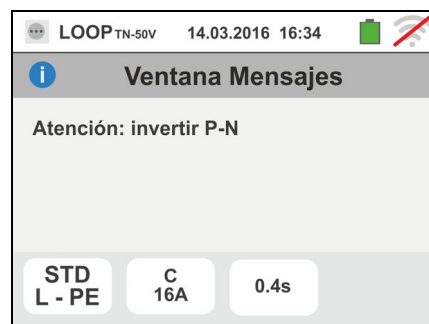 LOOP TN-50V 14.03.2016 16:34
i Ventana Mensajes
Atención: invertir P-N
STD C 0.4s
L - PE 16A